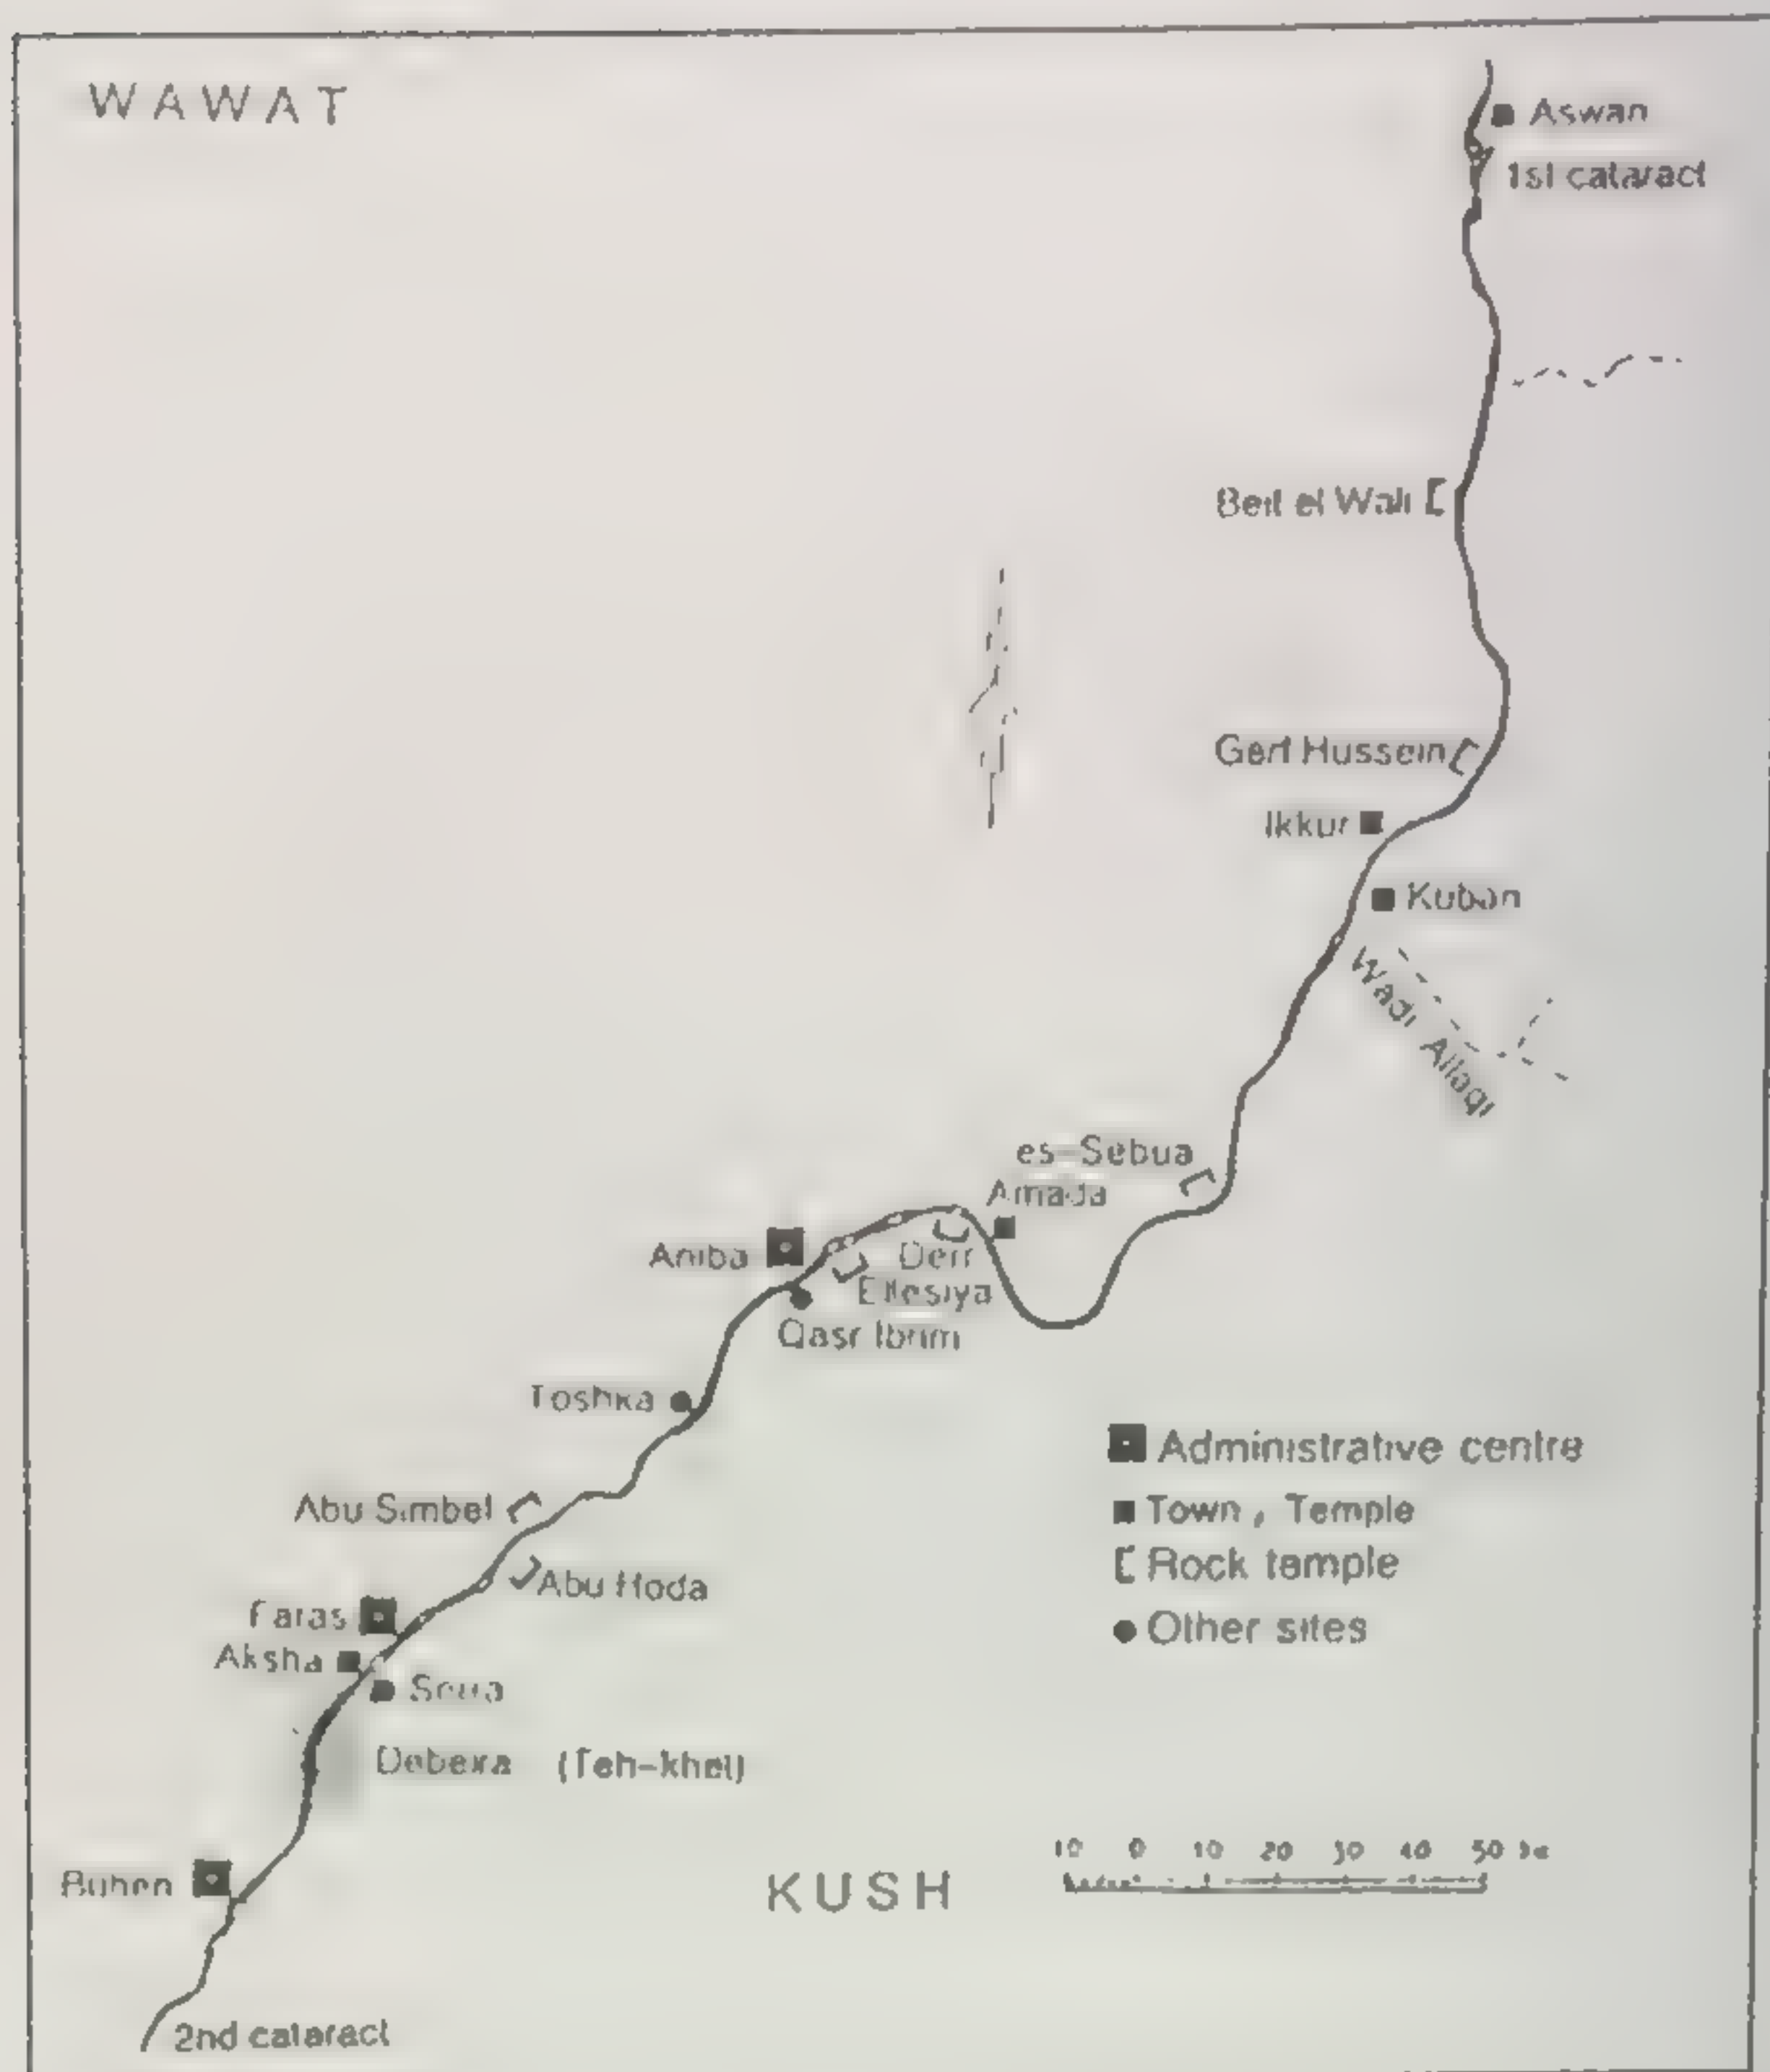 WAWAT
Aswan
1st cataract
Beit el Wali
Gerf Hussein
Ikkur
Kuban
Wadi Allaqi
es-Sebua
Amada
Aniba
Derr
Ellesiya
Qasr Ibrim
Toshka
Administrative centre
Abu Simbel
Town, Temple
Rock temple
Abu Hoda
Faras
Other sites
Aksha
Serra
Debeira (Teh-khet)
10 0 10 20 30 40 50
Buhen
KUSH
2nd cataract